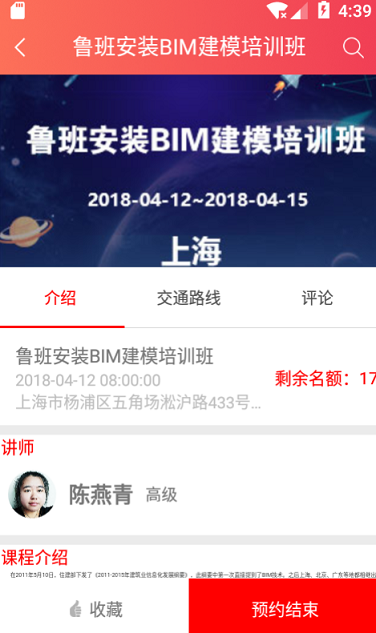 4:39
鲁班安装BIM建模培训班
鲁班安装BIM建模培训班
2018-04-12~2018-04-15
上海
介绍 交通路线 评论
鲁班安装BIM建模培训班
2018-04-12 08:00:00
剩余名额：17
上海市杨浦区五角场淞沪路433号...
讲师
陈燕青 高级
课程介绍
在2011年5月10日，住建部下发了《2011-2015年建筑业信息化发展纲要》，此纲要中第一次直接提到了BIM技术。之后上海、北京、广东等地都相继出
收藏 预约结束